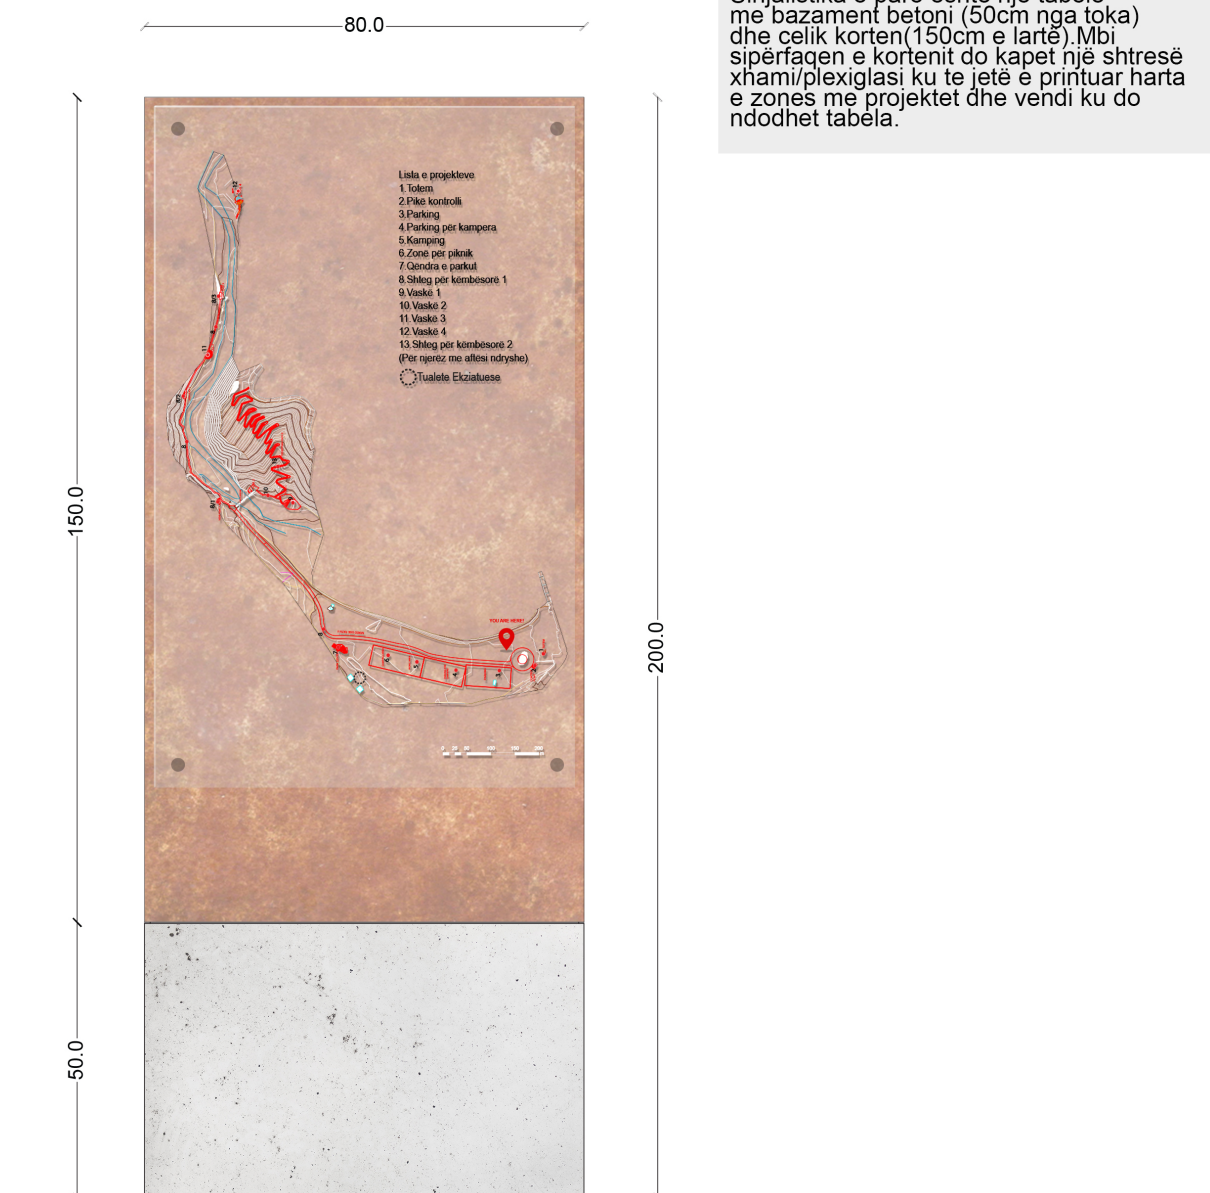 80.0
me bazament betoni (50cm nga toka)
dhe celik korten(150cm e lartë).Mbi
sipërfaqen e kortenit do kapet një shtresë
xhami/plexiglasi ku te jetë e printuar harta
e zones me projektet dhe vendi ku do
ndodhet tabela.
Lista e projekteve
1.Totem
2.Pikë kontrolli
3.Parking
4.Parking për kampera
5.Kamping
6.Zonë për piknik
7.Qëndra e parkut
8.Shteg për këmbësorë 1
9.Vaskë 1
10.Vaskë 2
11.Vaskë 3
12.Vaskë 4
13.Shteg për këmbësorë 2
(Për njerëz me aftësi ndryshe)
Tualete Ekziatuese
150.0
200.0
YOU ARE HERE!
50.0